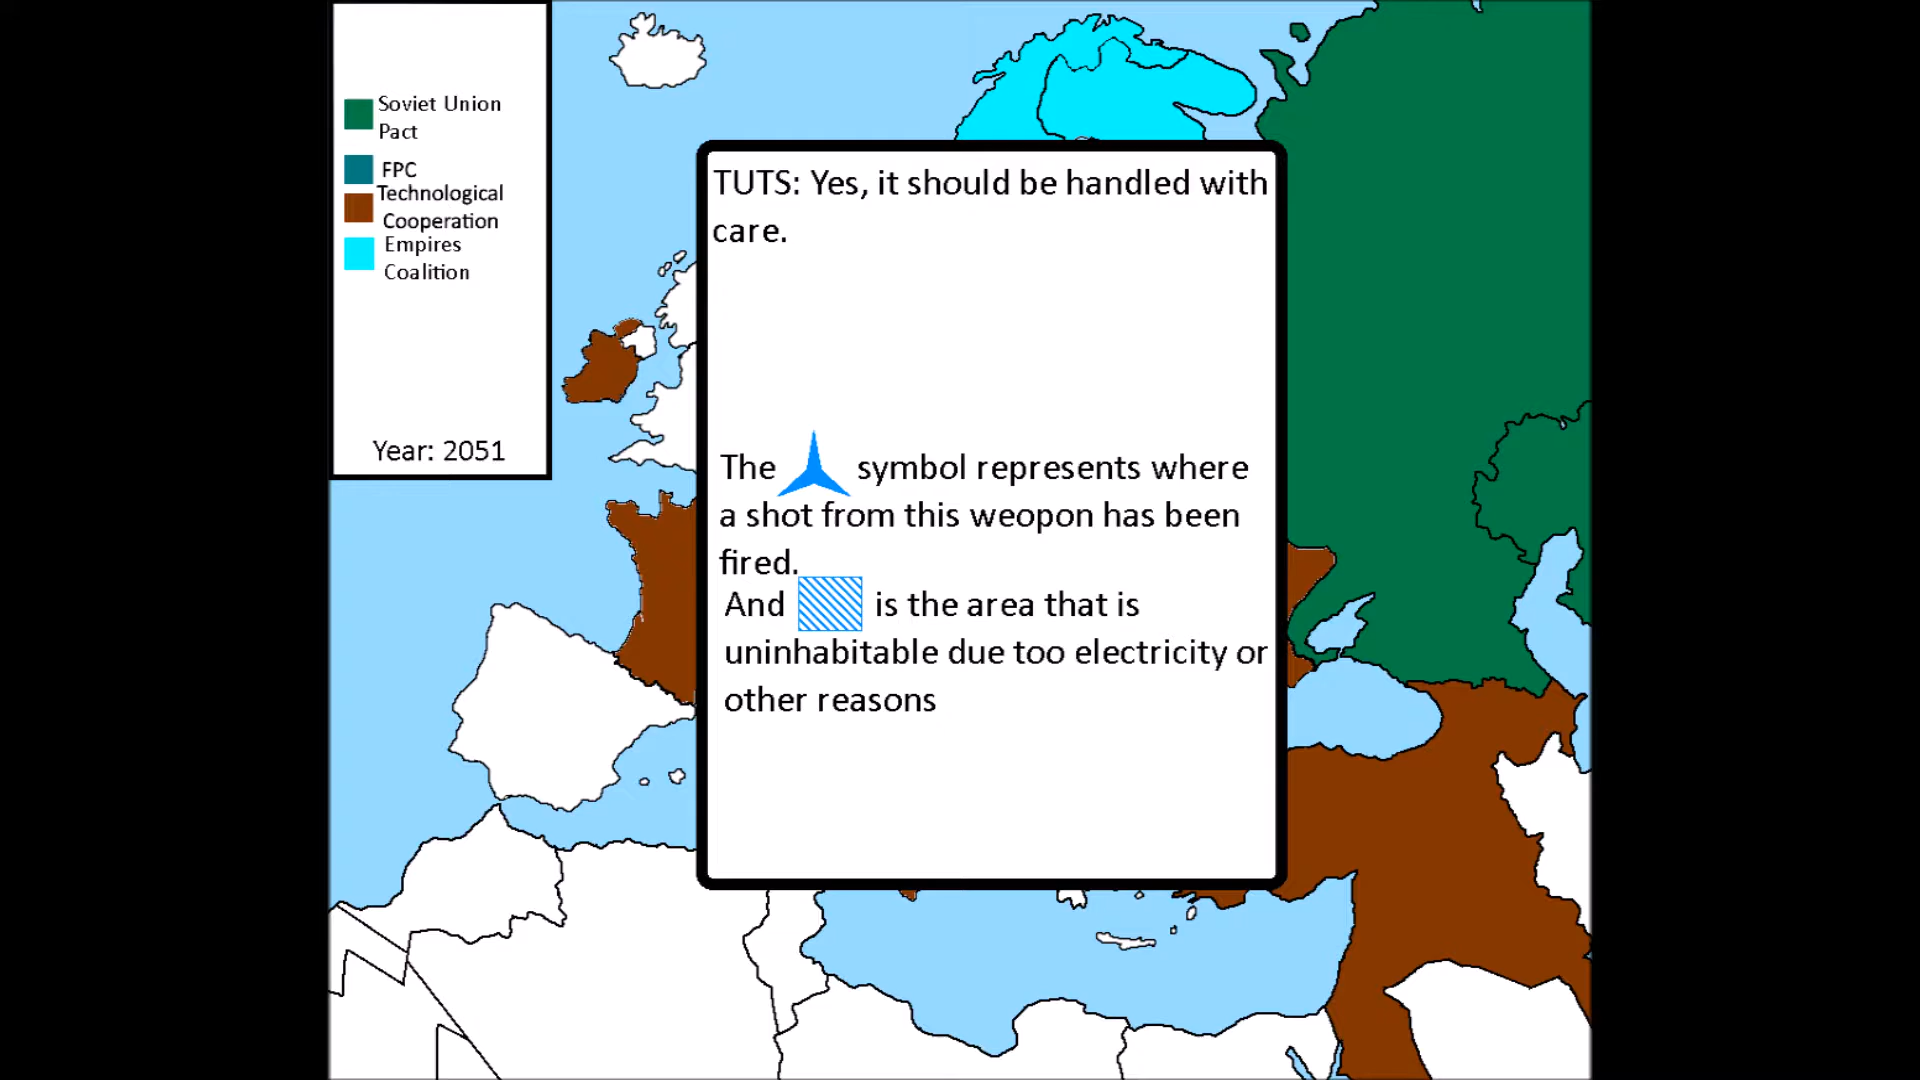 Soviet Union
Pact
FPC
Technological
Cooperation
Empires
Coalition
Year: 2051
TUTS: Yes, it should be handled with
care.
The symbol represents where
a shot from this weopon has been
fired.
And is the area that is
uninhabitable due too electricity or
other reasons